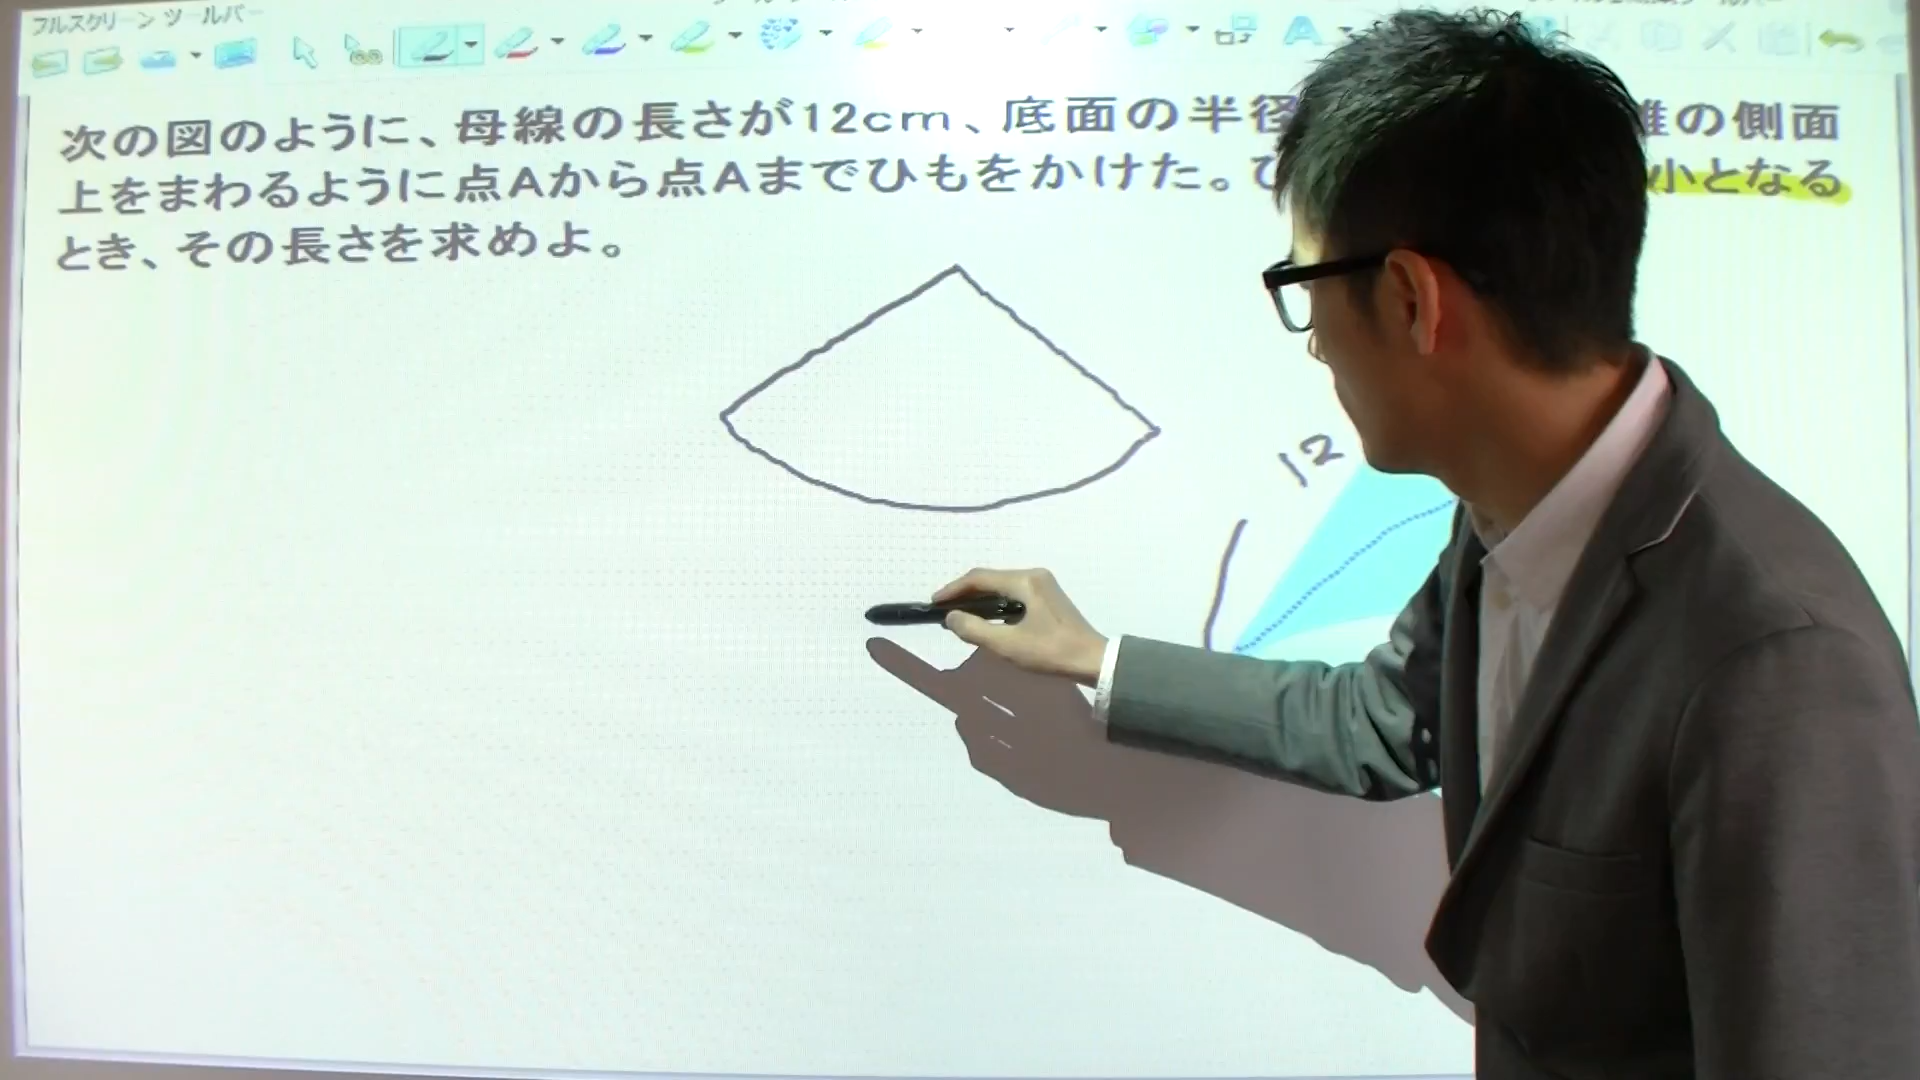 フルスクリーン ツールバー
次の図のように、母線の長さが12cm、底面の半径 錐の側面
上をまわるように点Aから点Aまでひもをかけた。ひ 小となる
とき、その長さを求めよ。
12